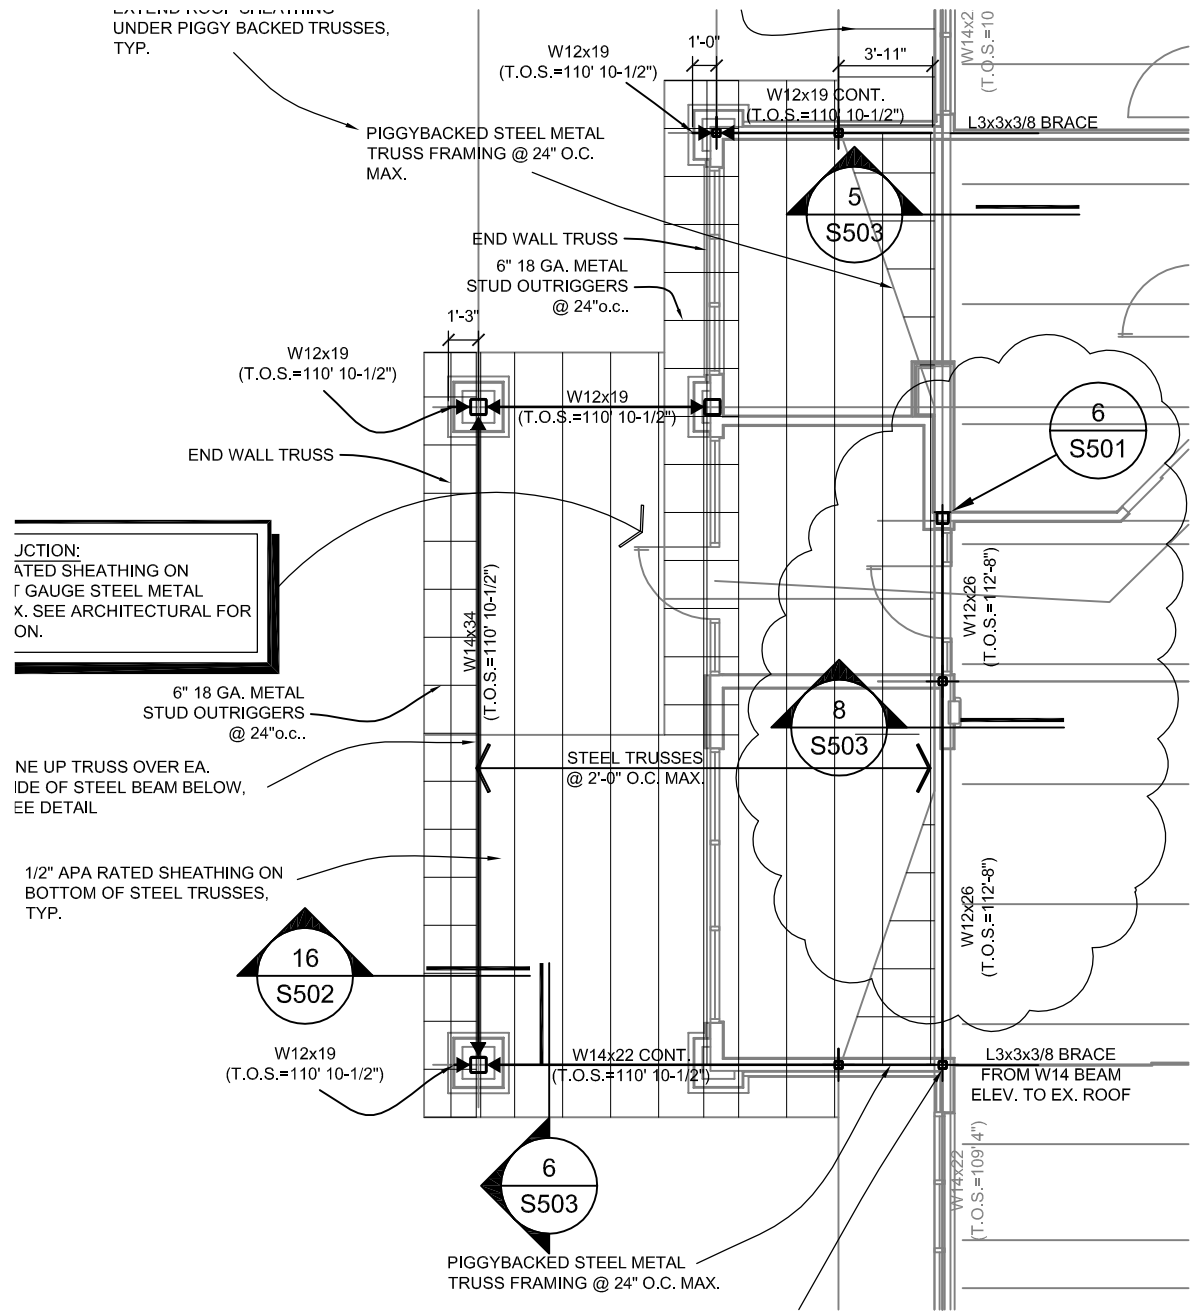 EXTEND ROOF SHEATHING
UNDER PIGGY BACKED TRUSSES,
TYP.
W12x19
(T.O.S.=110' 10-1/2")
1'-0"
3'-11"
W14x2
(T.O.S.=10
W12x19 CONT.
(T.O.S.=110' 10-1/2")
L3x3x3/8 BRACE
PIGGYBACKED STEEL METAL
TRUSS FRAMING @ 24" O.C.
MAX.
5
S503
END WALL TRUSS
6" 18 GA. METAL
STUD OUTRIGGERS
@ 24"o.c..
1'-3"
W12x19
(T.O.S.=110' 10-1/2")
W12x19
(T.O.S.=110' 10-1/2")
6
S501
END WALL TRUSS
UCTION:
ATED SHEATHING ON
T GAUGE STEEL METAL
X. SEE ARCHITECTURAL FOR
ON.
W14x34
(T.O.S.=110' 10-1/2")
W12x26
(T.O.S.=112'-8")
6" 18 GA. METAL
STUD OUTRIGGERS
@ 24"o.c..
8
S503
STEEL TRUSSES
@ 2'-0" O.C. MAX.
NE UP TRUSS OVER EA.
IDE OF STEEL BEAM BELOW,
EE DETAIL
1/2" APA RATED SHEATHING ON
BOTTOM OF STEEL TRUSSES,
TYP.
W12x26
(T.O.S.=112'-8")
16
S502
W12x19
(T.O.S.=110' 10-1/2")
W14x22 CONT.
(T.O.S.=110' 10-1/2")
L3x3x3/8 BRACE
FROM W14 BEAM
ELEV. TO EX. ROOF
W14x22
(T.O.S.=109' 4")
6
S503
PIGGYBACKED STEEL METAL
TRUSS FRAMING @ 24" O.C. MAX.